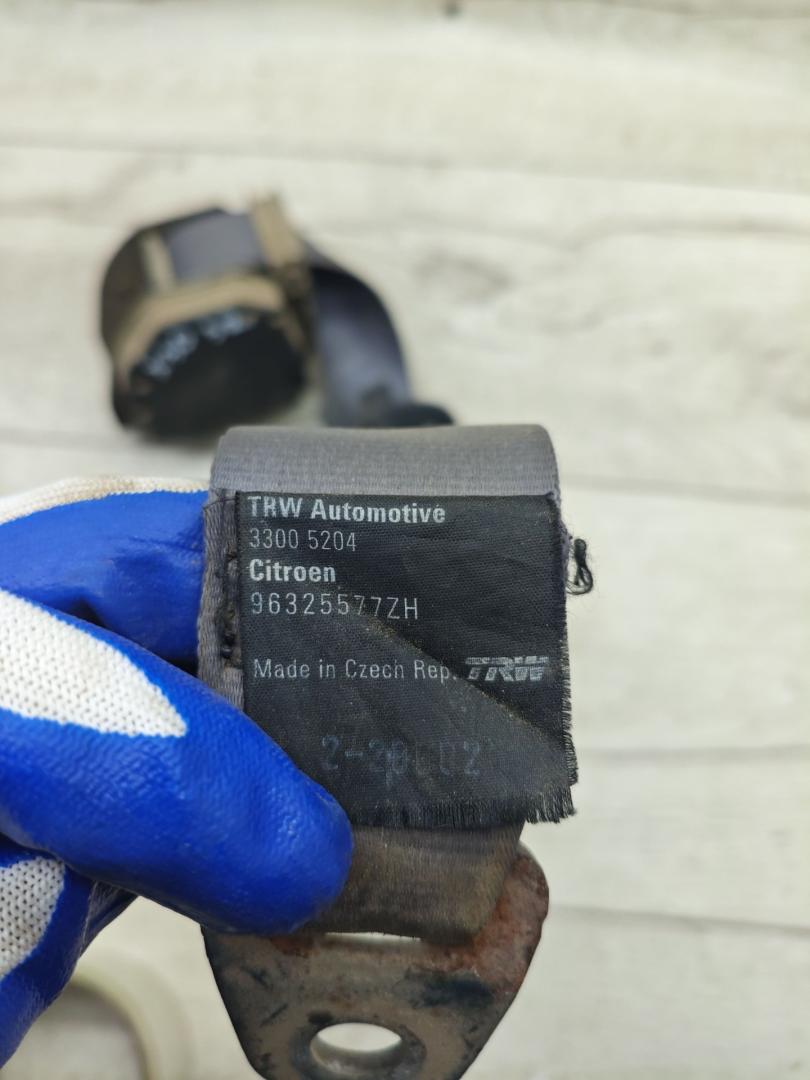 TRW Automotive
3300 5204
Citroen
96325577ZH
Made in Czech Rep. TRW